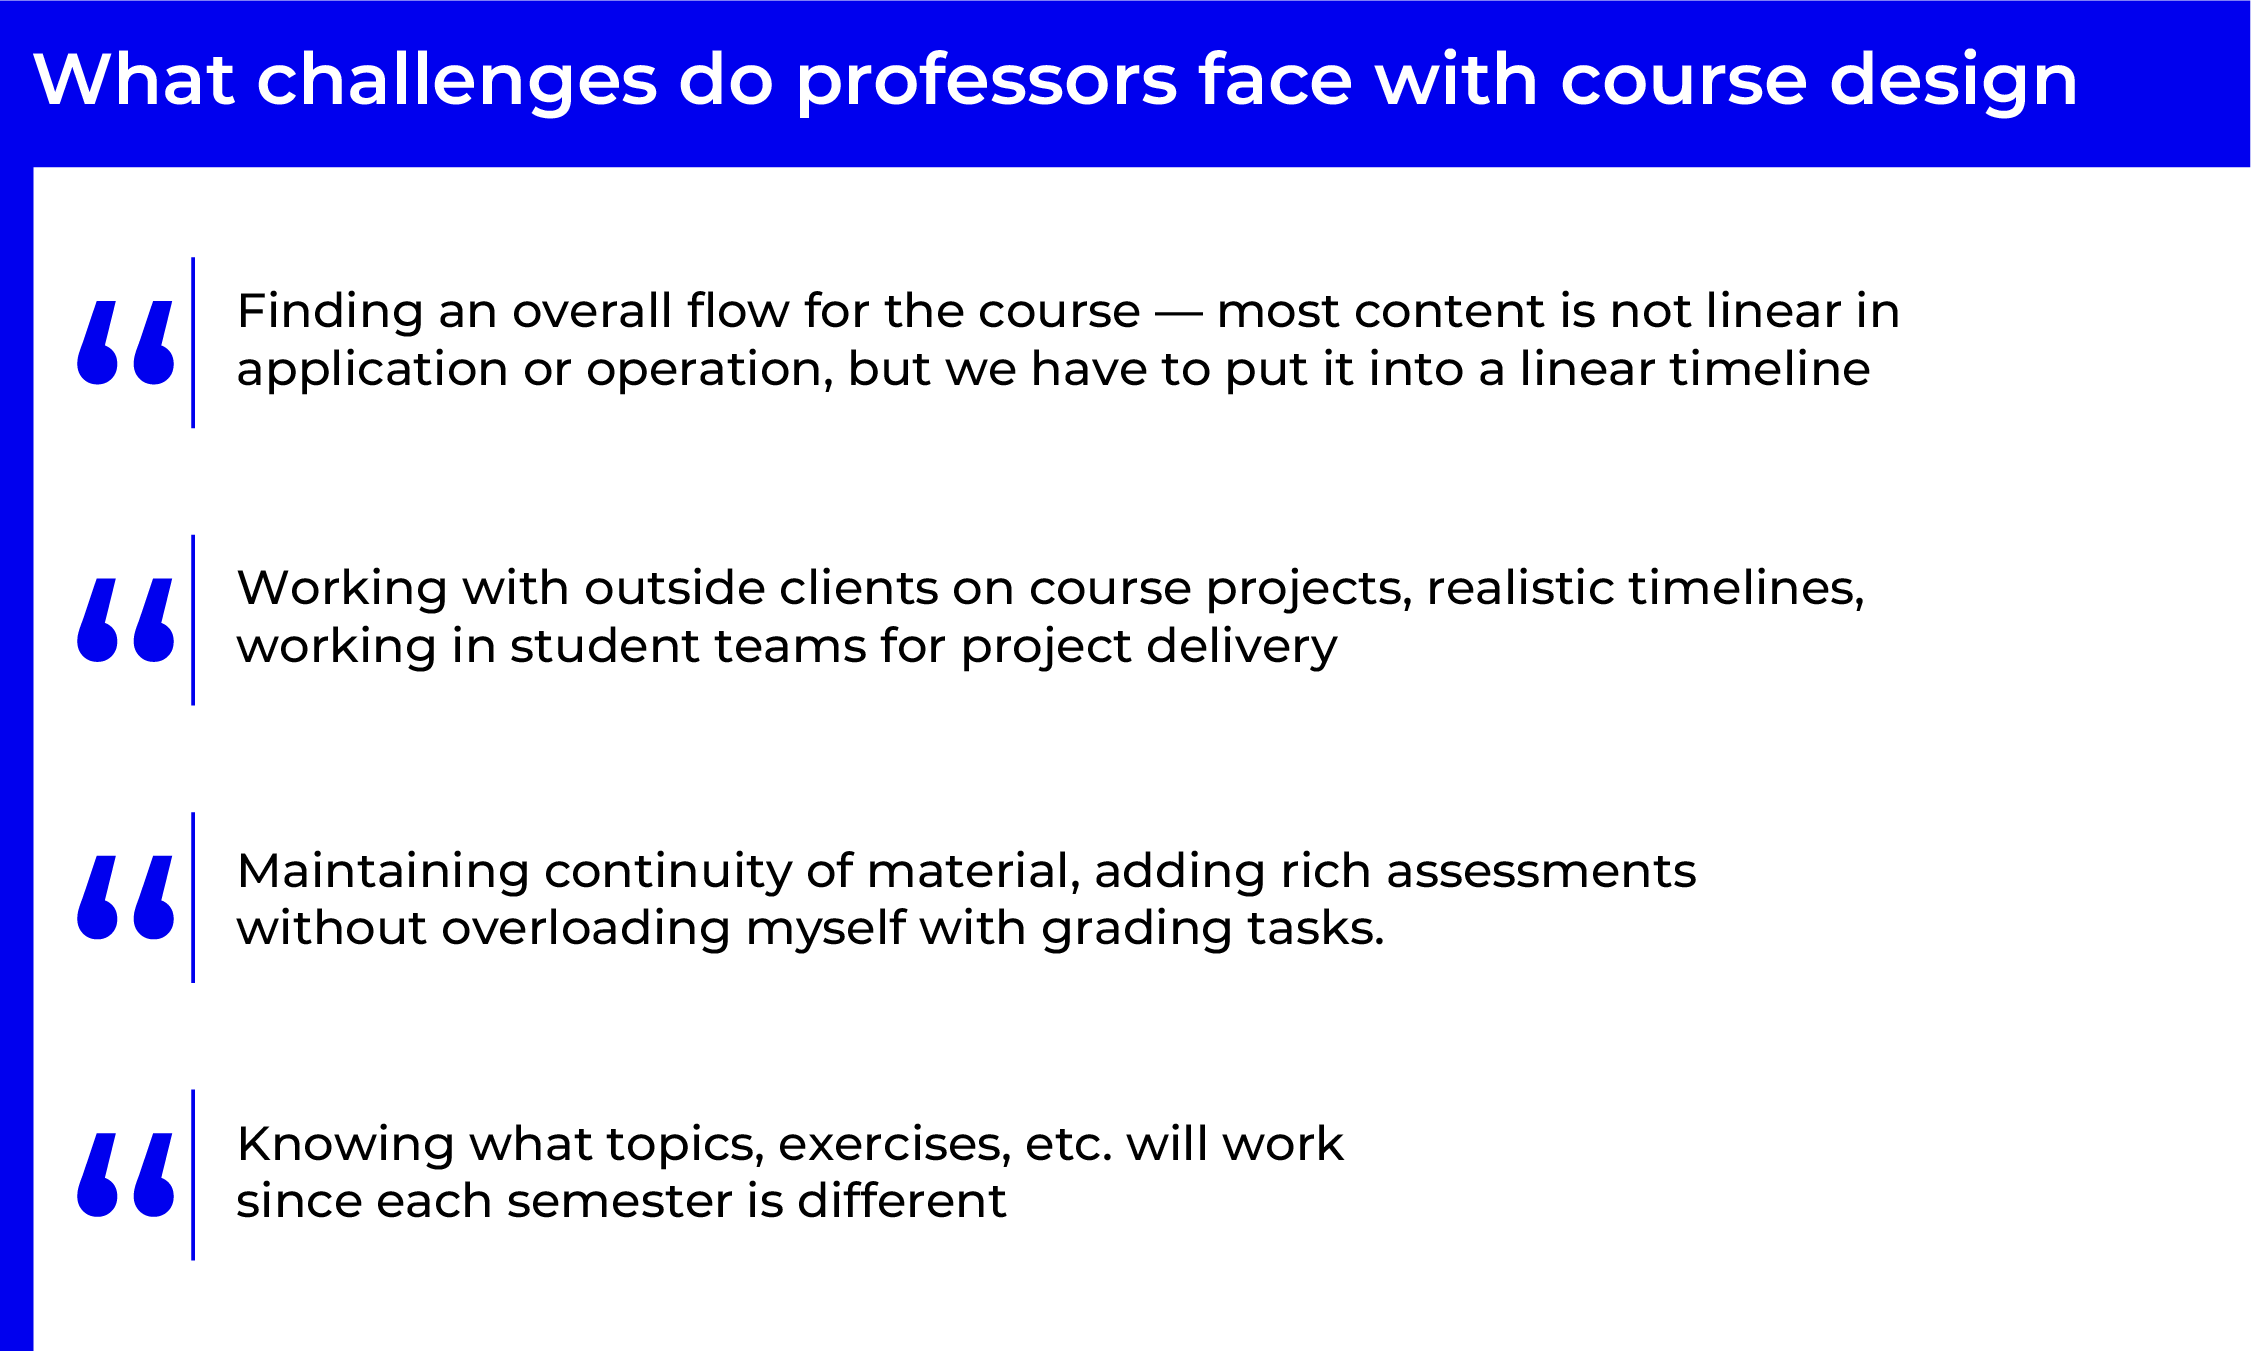 What challenges do professors face with course design
“
Finding an overall flow for the course — most content is not linear in
application or operation, but we have to put it into a linear timeline
“
Working with outside clients on course projects, realistic timelines,
working in student teams for project delivery
“
Maintaining continuity of material, adding rich assessments
without overloading myself with grading tasks.
“
Knowing what topics, exercises, etc. will work
since each semester is different